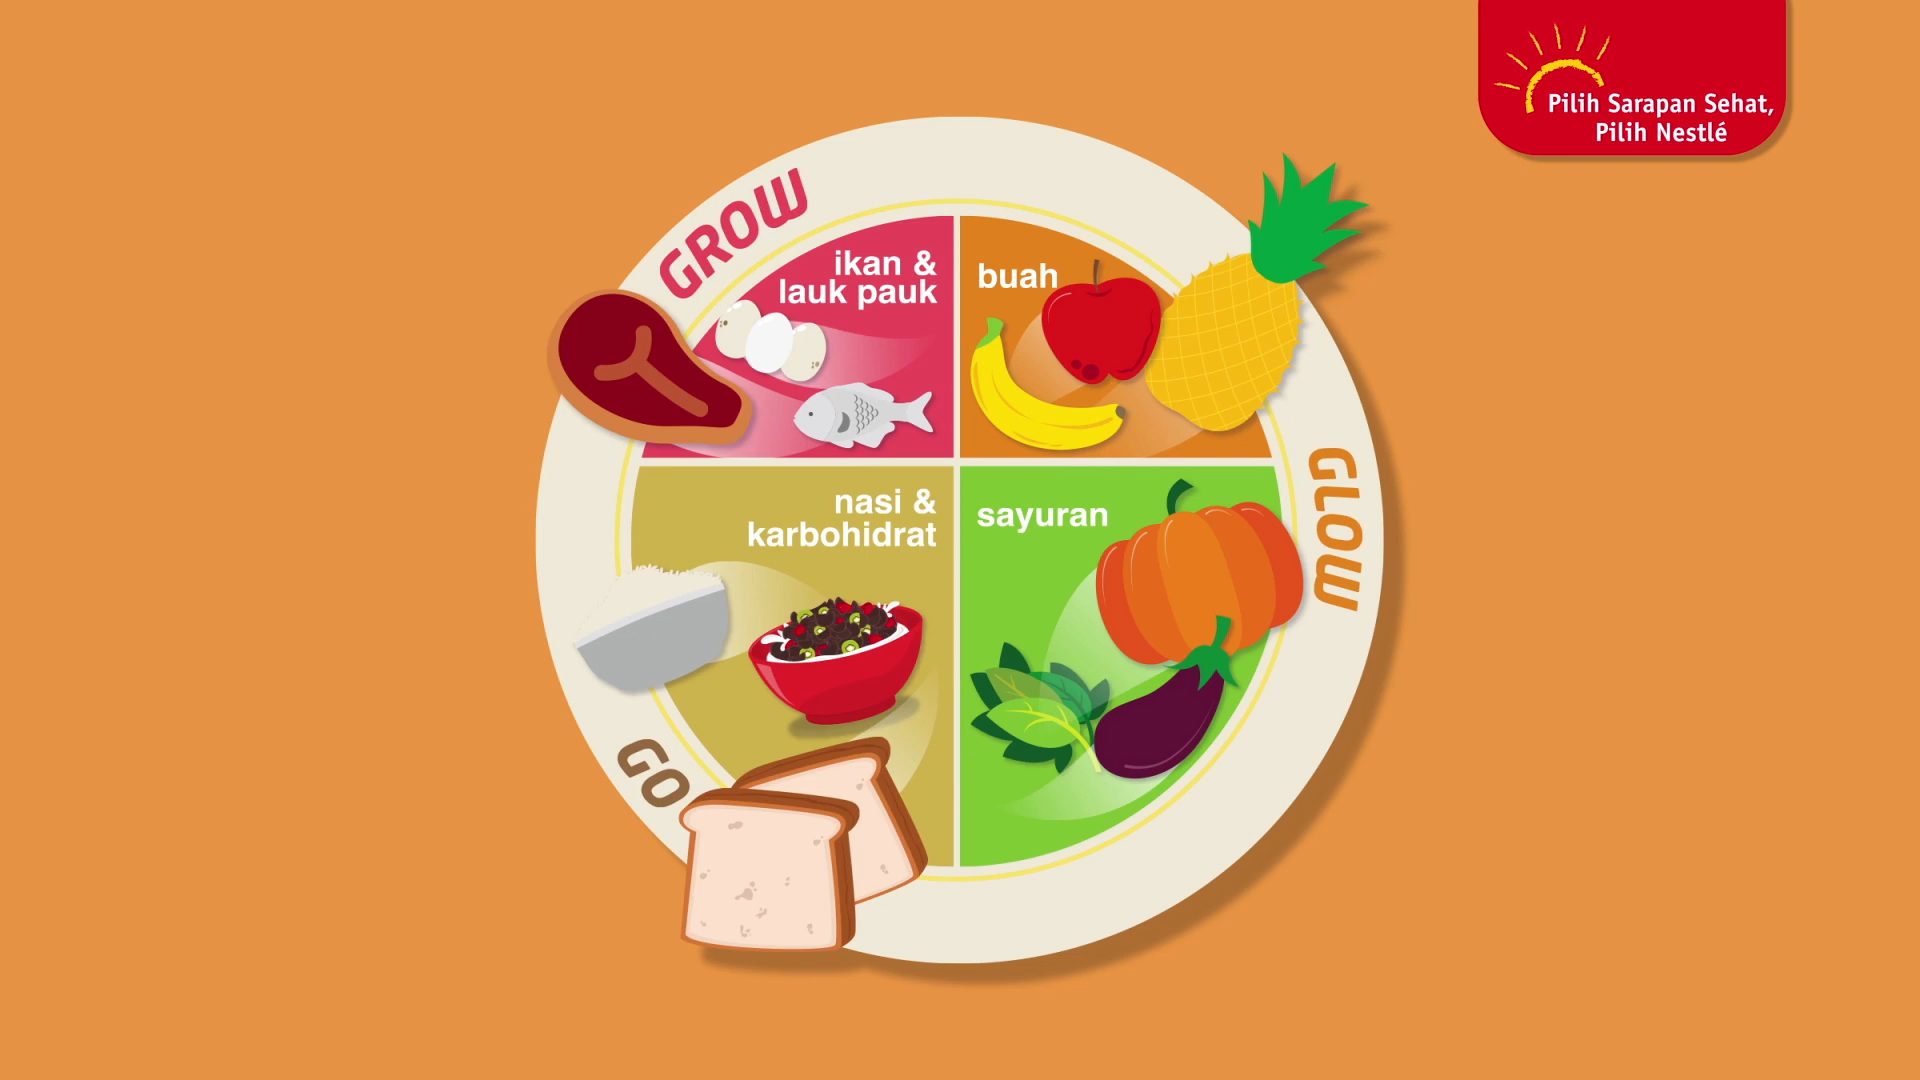 Pilih Sarapan Sehat,
Pilih Nestlé
GROW
ikan &
lauk pauk
buah
GLOW
nasi &
karbohidrat
sayuran
GO